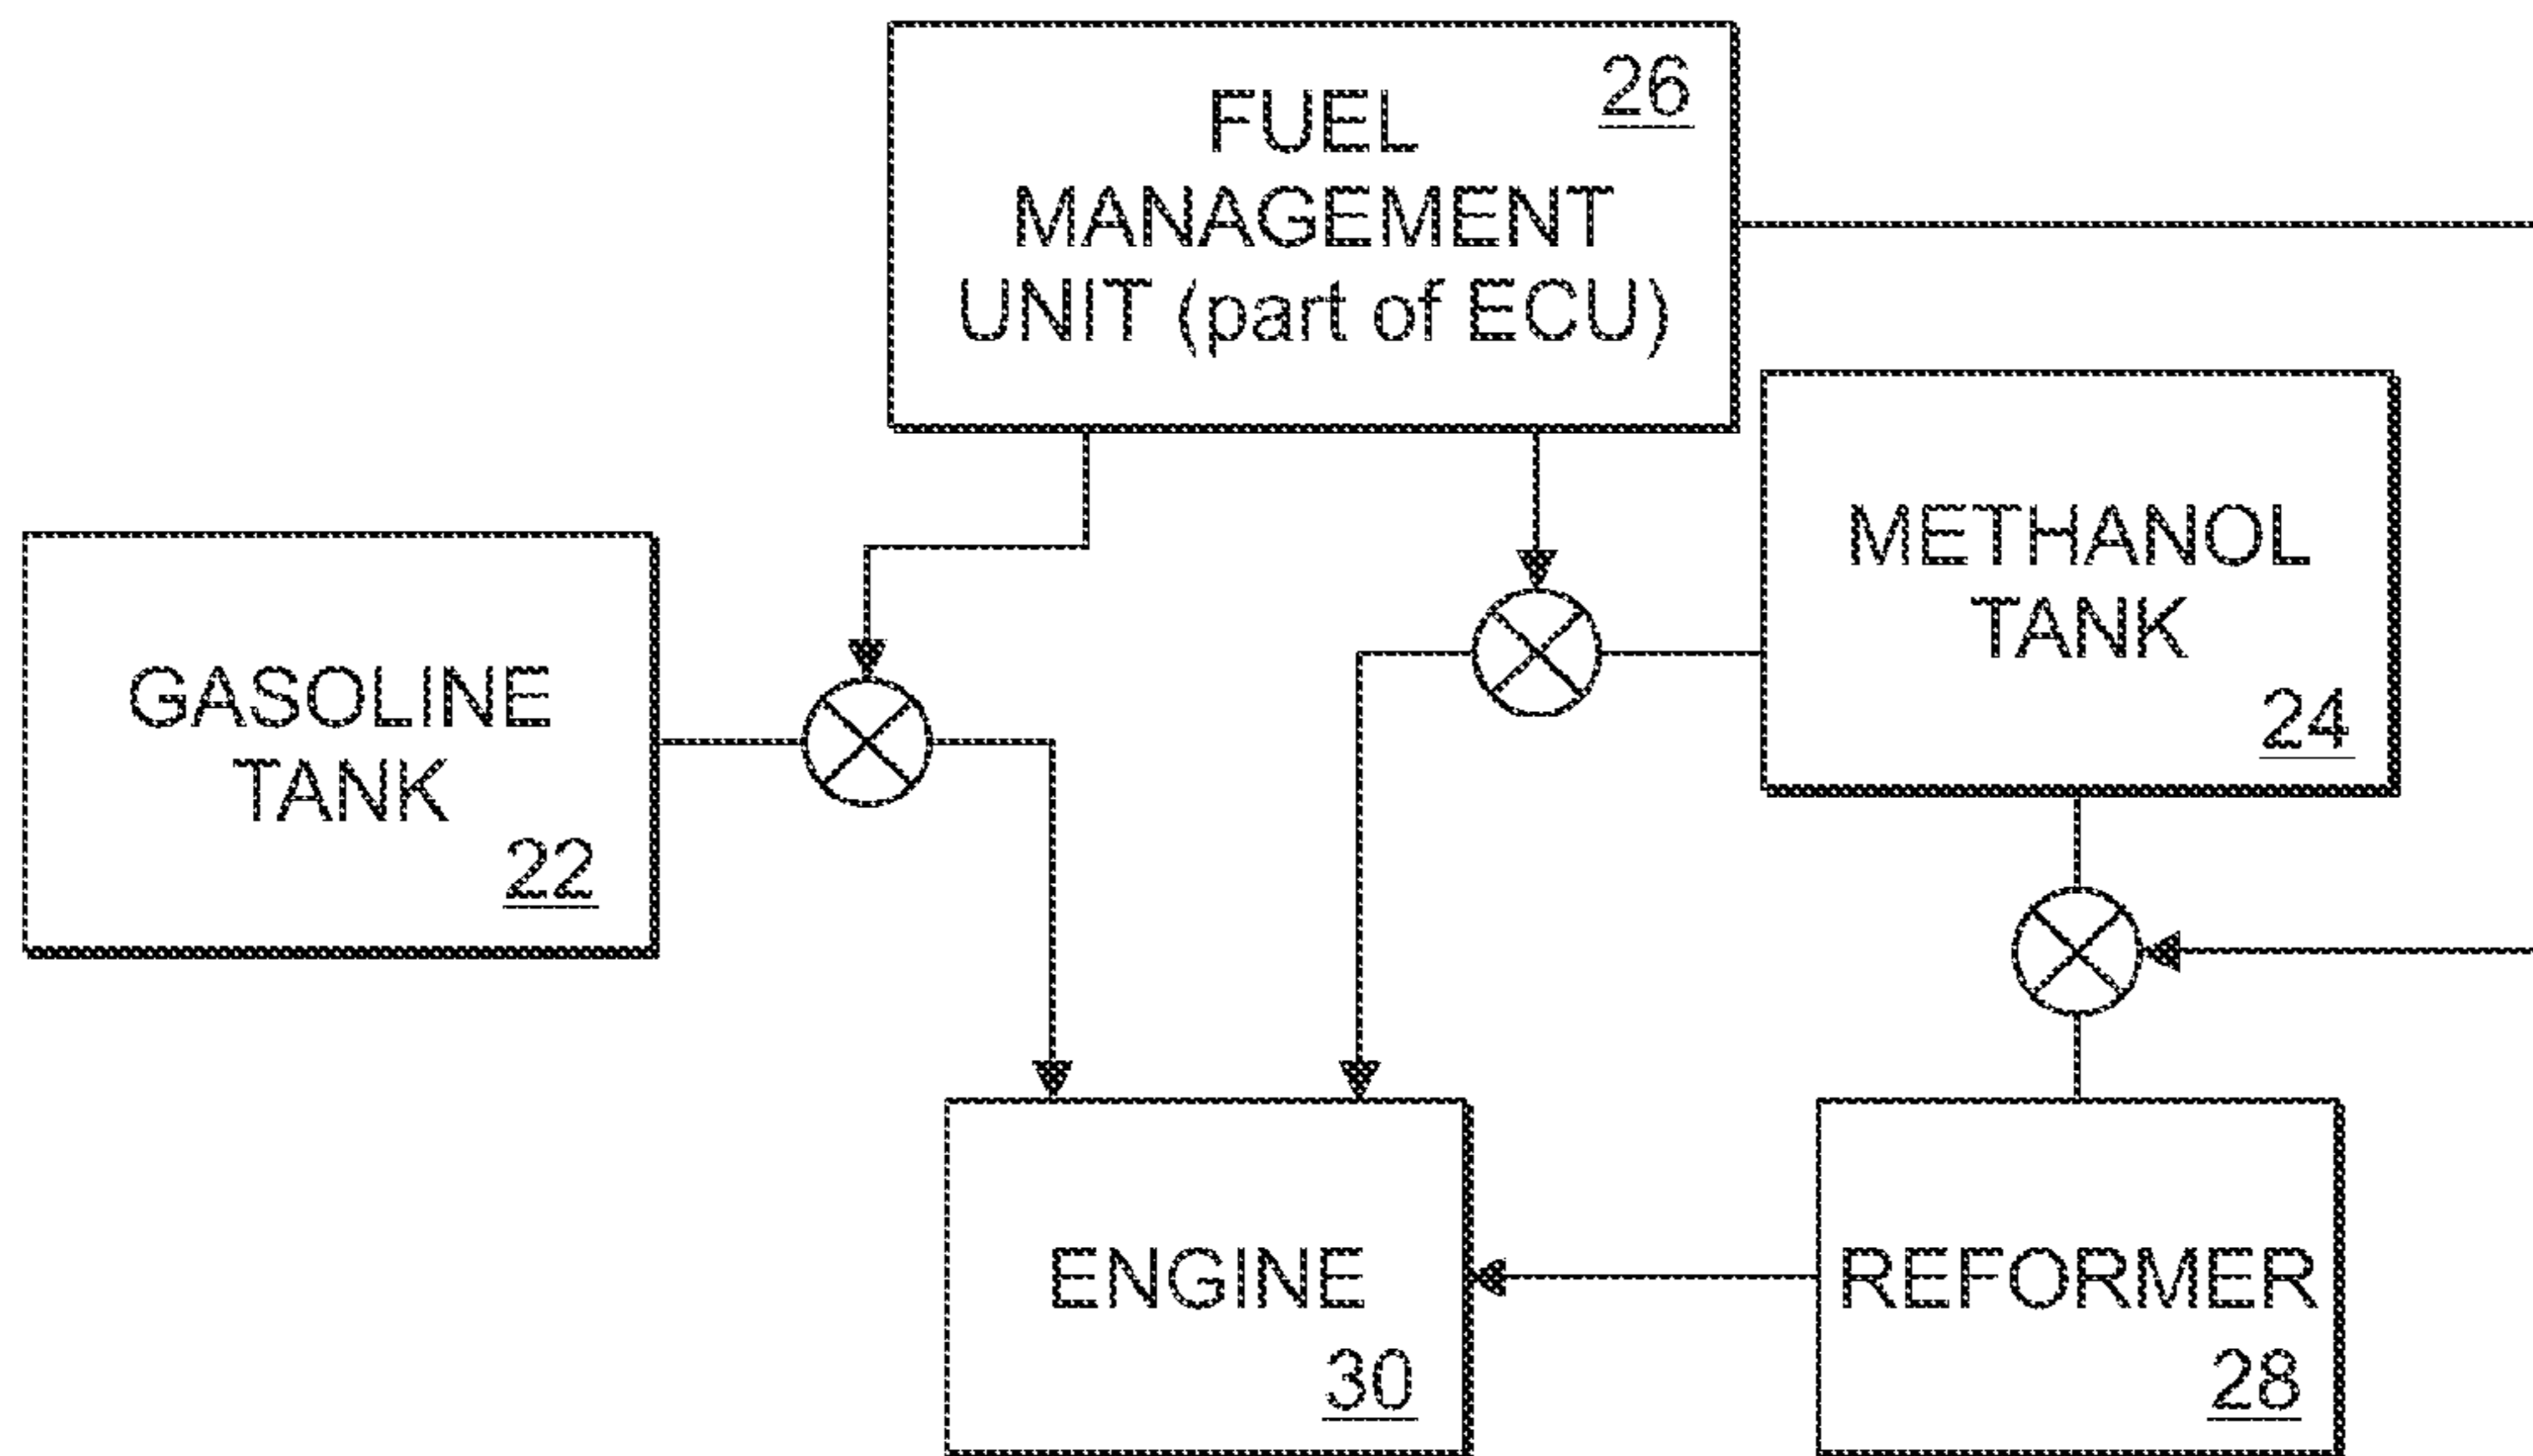 26
FUEL
MANAGEMENT
UNIT (part of ECU)
METHANOL
TANK
24
GASOLINE
TANK
22
ENGINE
30
REFORMER
28